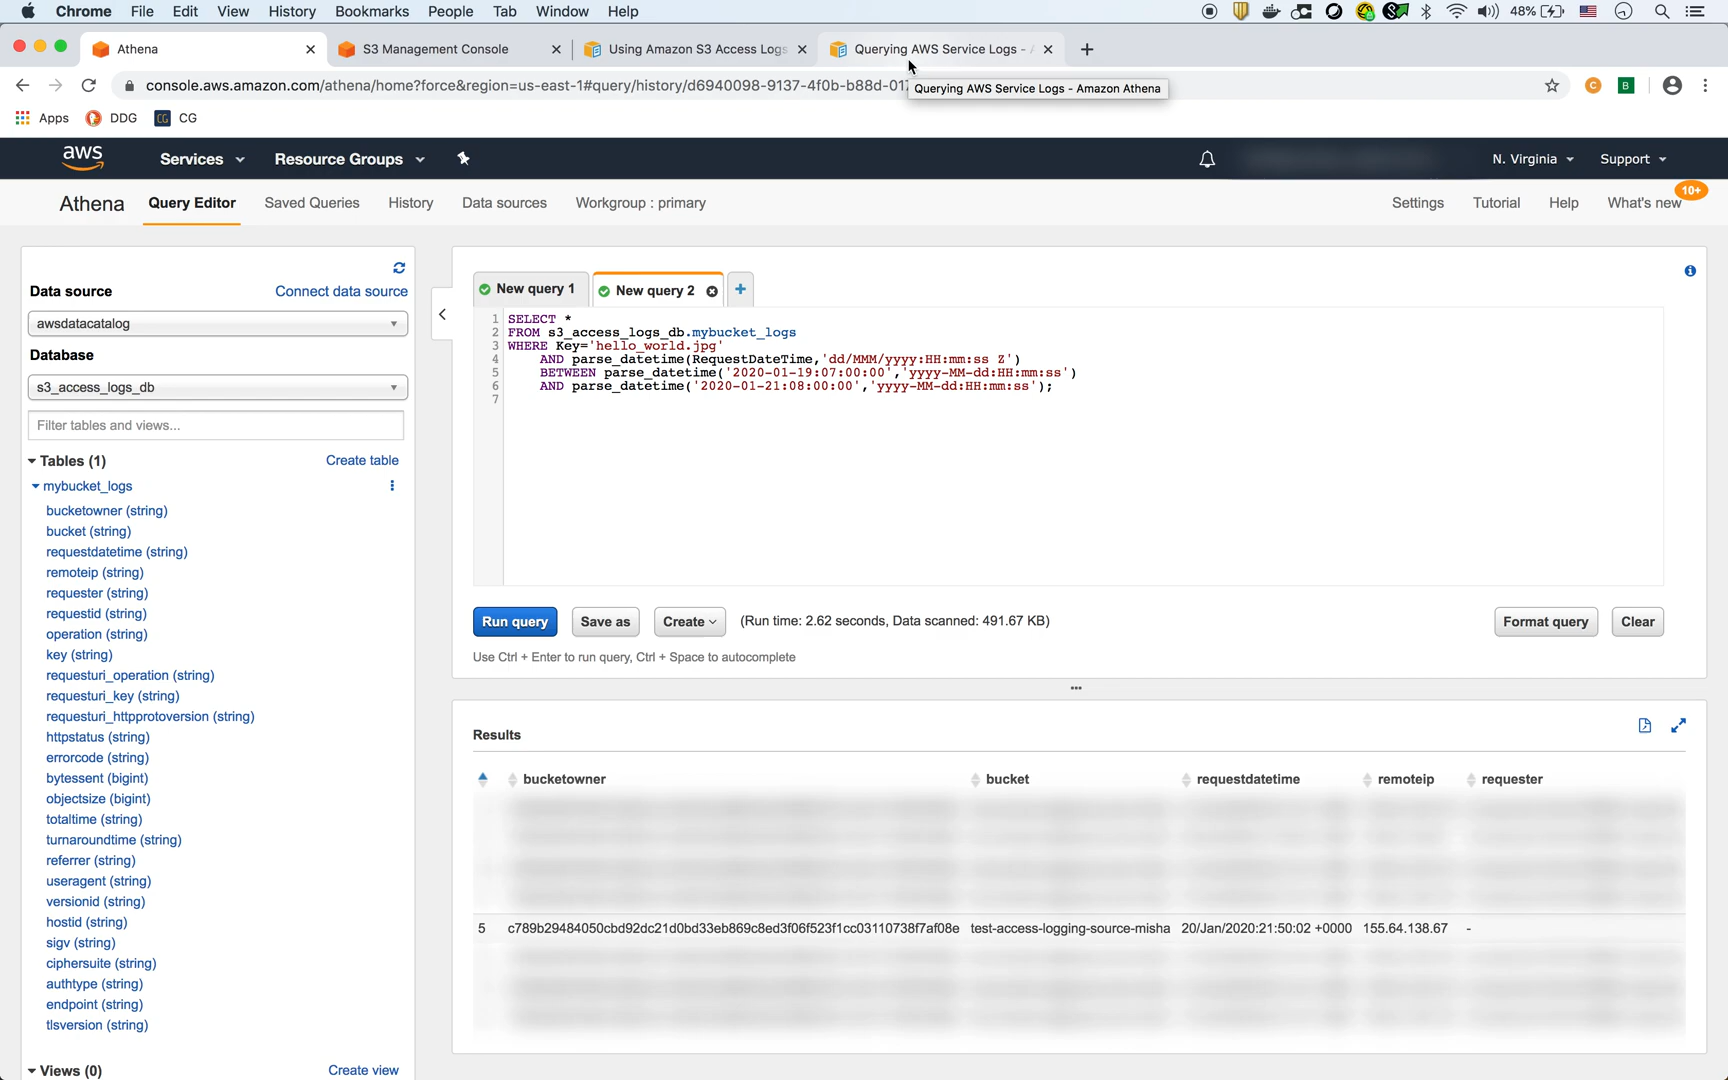 Chrome File Edit View History Bookmarks People Tab Window Help 48%
Athena S3 Management Console Using Amazon S3 Access Logs Querying AWS Service Logs -
console.aws.amazon.com/athena/home?force&region=us-east-1#query/history/d6940098-9137-4f0b-b88d-01
Querying AWS Service Logs - Amazon Athena
Apps DDG CG CG
aws Services Resource Groups N. Virginia Support
Athena Query Editor Saved Queries History Data sources Workgroup : primary Settings Tutorial Help What's new 10+
Data source Connect data source
awsdatacatalog
Database
s3_access_logs_db
Filter tables and views...
Tables (1) Create table
mybucket_logs
bucketowner (string)
bucket (string)
requestdatetime (string)
remoteip (string)
requester (string)
requestid (string)
operation (string)
key (string)
requesturi_operation (string)
requesturi_key (string)
requesturi_httpprotoversion (string)
httpstatus (string)
errorcode (string)
bytessent (bigint)
objectsize (bigint)
totaltime (string)
turnaroundtime (string)
referrer (string)
useragent (string)
versionid (string)
hostid (string)
sigv (string)
ciphersuite (string)
authtype (string)
endpoint (string)
tlsversion (string)
Views (0) Create view
New query 1 New query 2
1 SELECT *
2 FROM s3_access_logs_db.mybucket_logs
3 WHERE Key='hello_world.jpg'
4 AND parse_datetime(RequestDateTime,'dd/MMM/yyyy:HH:mm:ss Z')
5 BETWEEN parse_datetime('2020-01-19:07:00:00','yyyy-MM-dd:HH:mm:ss')
6 AND parse_datetime('2020-01-21:08:00:00','yyyy-MM-dd:HH:mm:ss');
7
Run query Save as Create (Run time: 2.62 seconds, Data scanned: 491.67 KB) Format query Clear
Use Ctrl + Enter to run query, Ctrl + Space to autocomplete
Results
bucketowner bucket requestdatetime remoteip requester
5 c789b29484050cbd92dc21d0bd33eb869c8ed3f06f523f1cc03110738f7af08e test-access-logging-source-misha 20/Jan/2020:21:50:02 +0000 155.64.138.67 -